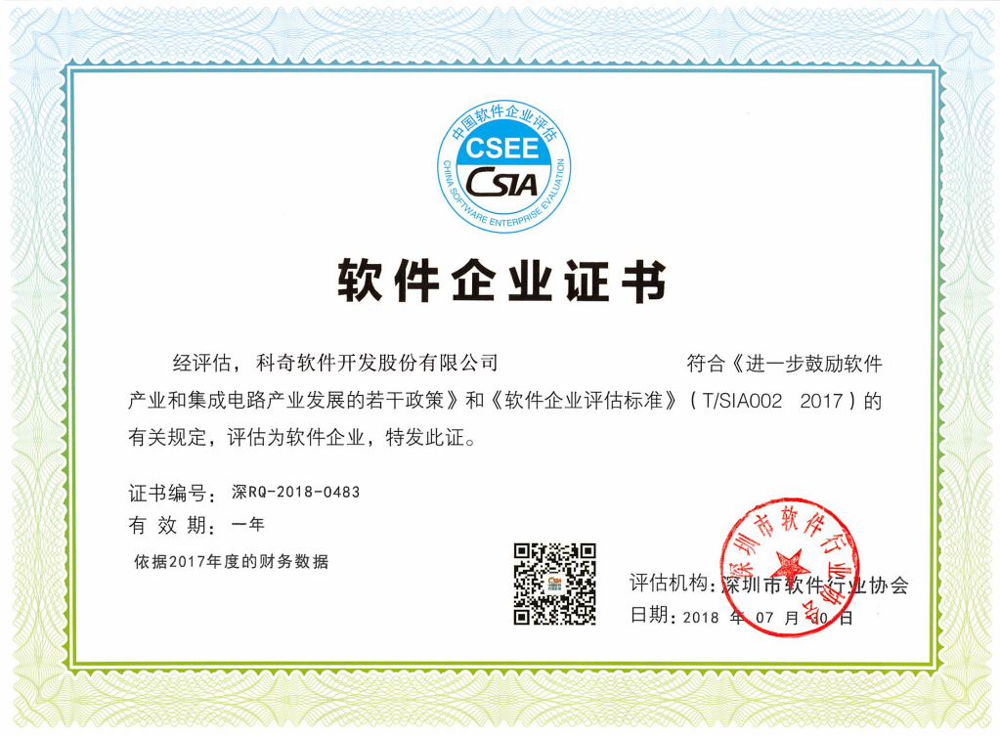 中国软件企业评估
CSEE
CSIA
CHINA SOFTWARE ENTERPRISE EVALUATION
软件企业证书
经评估，科奇软件开发股份有限公司 符合《进一步鼓励软件
产业和集成电路产业发展的若干政策》和《软件企业评估标准》（T/SIA002 2017）的
有关规定，评估为软件企业，特发此证。
证书编号：深RQ-2018-0483
有 效 期：一年
依据2017年度的财务数据
评估机构：深圳市软件行业协会
日期：2018 年 07 月 30 日
深圳市软件行业协会